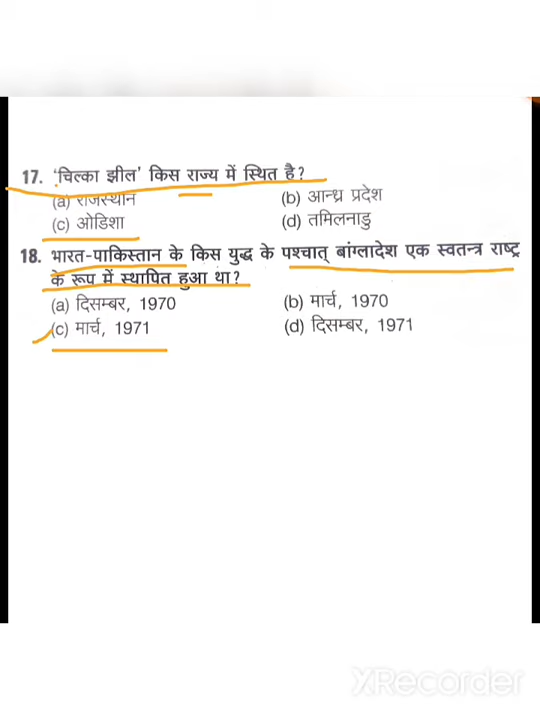 17. 'चिल्का झील' किस राज्य में स्थित है?
(a) राजस्थान (b) आन्ध्र प्रदेश
(c) ओडिशा (d) तमिलनाडु
18. भारत-पाकिस्तान के किस युद्ध के पश्चात् बांग्लादेश एक स्वतन्त्र राष्ट्र
के रूप में स्थापित हुआ था?
(a) दिसम्बर, 1970 (b) मार्च, 1970
(c) मार्च, 1971 (d) दिसम्बर, 1971
XRecorder